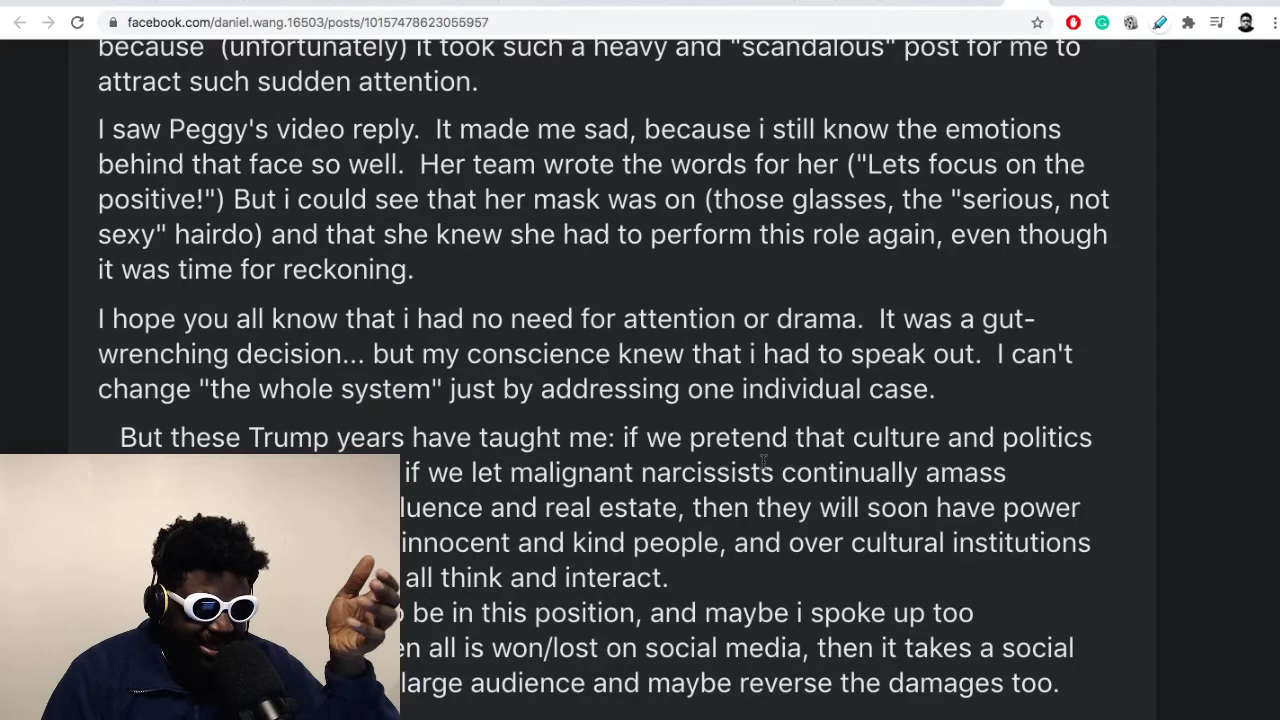 facebook.com/daniel.wang.16503/posts/10157478623055957
because (unfortunately) it took such a heavy and "scandalous" post for me to
attract such sudden attention.
I saw Peggy's video reply. It made me sad, because i still know the emotions
behind that face so well. Her team wrote the words for her ("Lets focus on the
positive!") But i could see that her mask was on (those glasses, the "serious, not
sexy" hairdo) and that she knew she had to perform this role again, even though
it was time for reckoning.
I hope you all know that i had no need for attention or drama. It was a gut-
wrenching decision... but my conscience knew that i had to speak out. I can't
change "the whole system" just by addressing one individual case.
But these Trump years have taught me: if we pretend that culture and politics
if we let malignant narcissists continually amass
luence and real estate, then they will soon have power
innocent and kind people, and over cultural institutions
all think and interact.
be in this position, and maybe i spoke up too
en all is won/lost on social media, then it takes a social
large audience and maybe reverse the damages too.